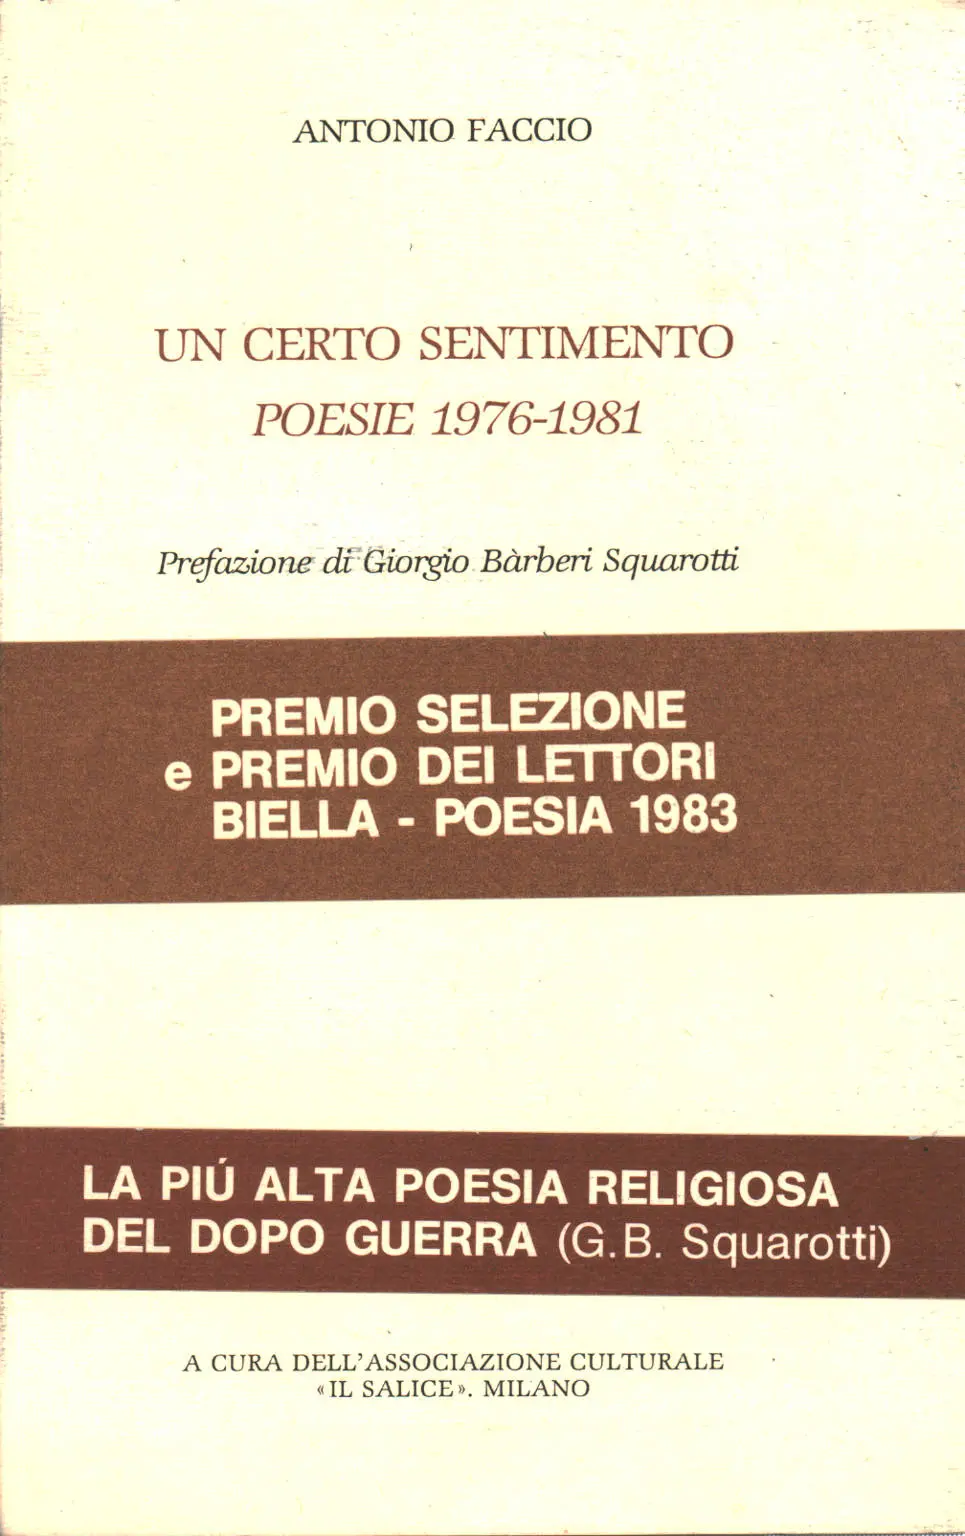 ANTONIO FACCIO
UN CERTO SENTIMENTO
POESIE 1976-1981
Prefazione di Giorgio Bàrberi Squarotti
PREMIO SELEZIONE
e PREMIO DEI LETTORI
BIELLA - POESIA 1983
LA PIÚ ALTA POESIA RELIGIOSA
DEL DOPO GUERRA (G.B. Squarotti)
A CURA DELL'ASSOCIAZIONE CULTURALE
«IL SALICE». MILANO